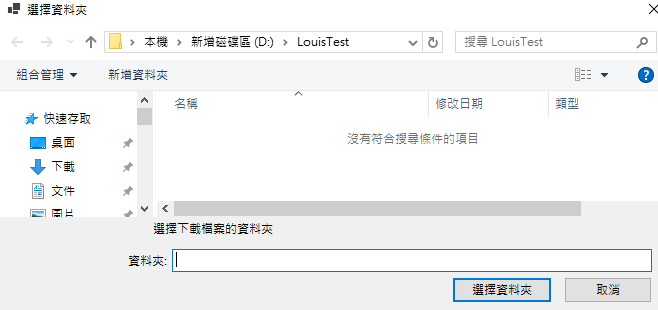 選擇資料夾
本機 > 新增磁碟區 (D:) > LouisTest
搜尋 LouisTest
組合管理
新增資料夾
名稱
修改日期
類型
快速存取
桌面
下載
文件
圖片
沒有符合搜尋條件的項目
選擇下載檔案的資料夾
資料夾:
選擇資料夾
取消